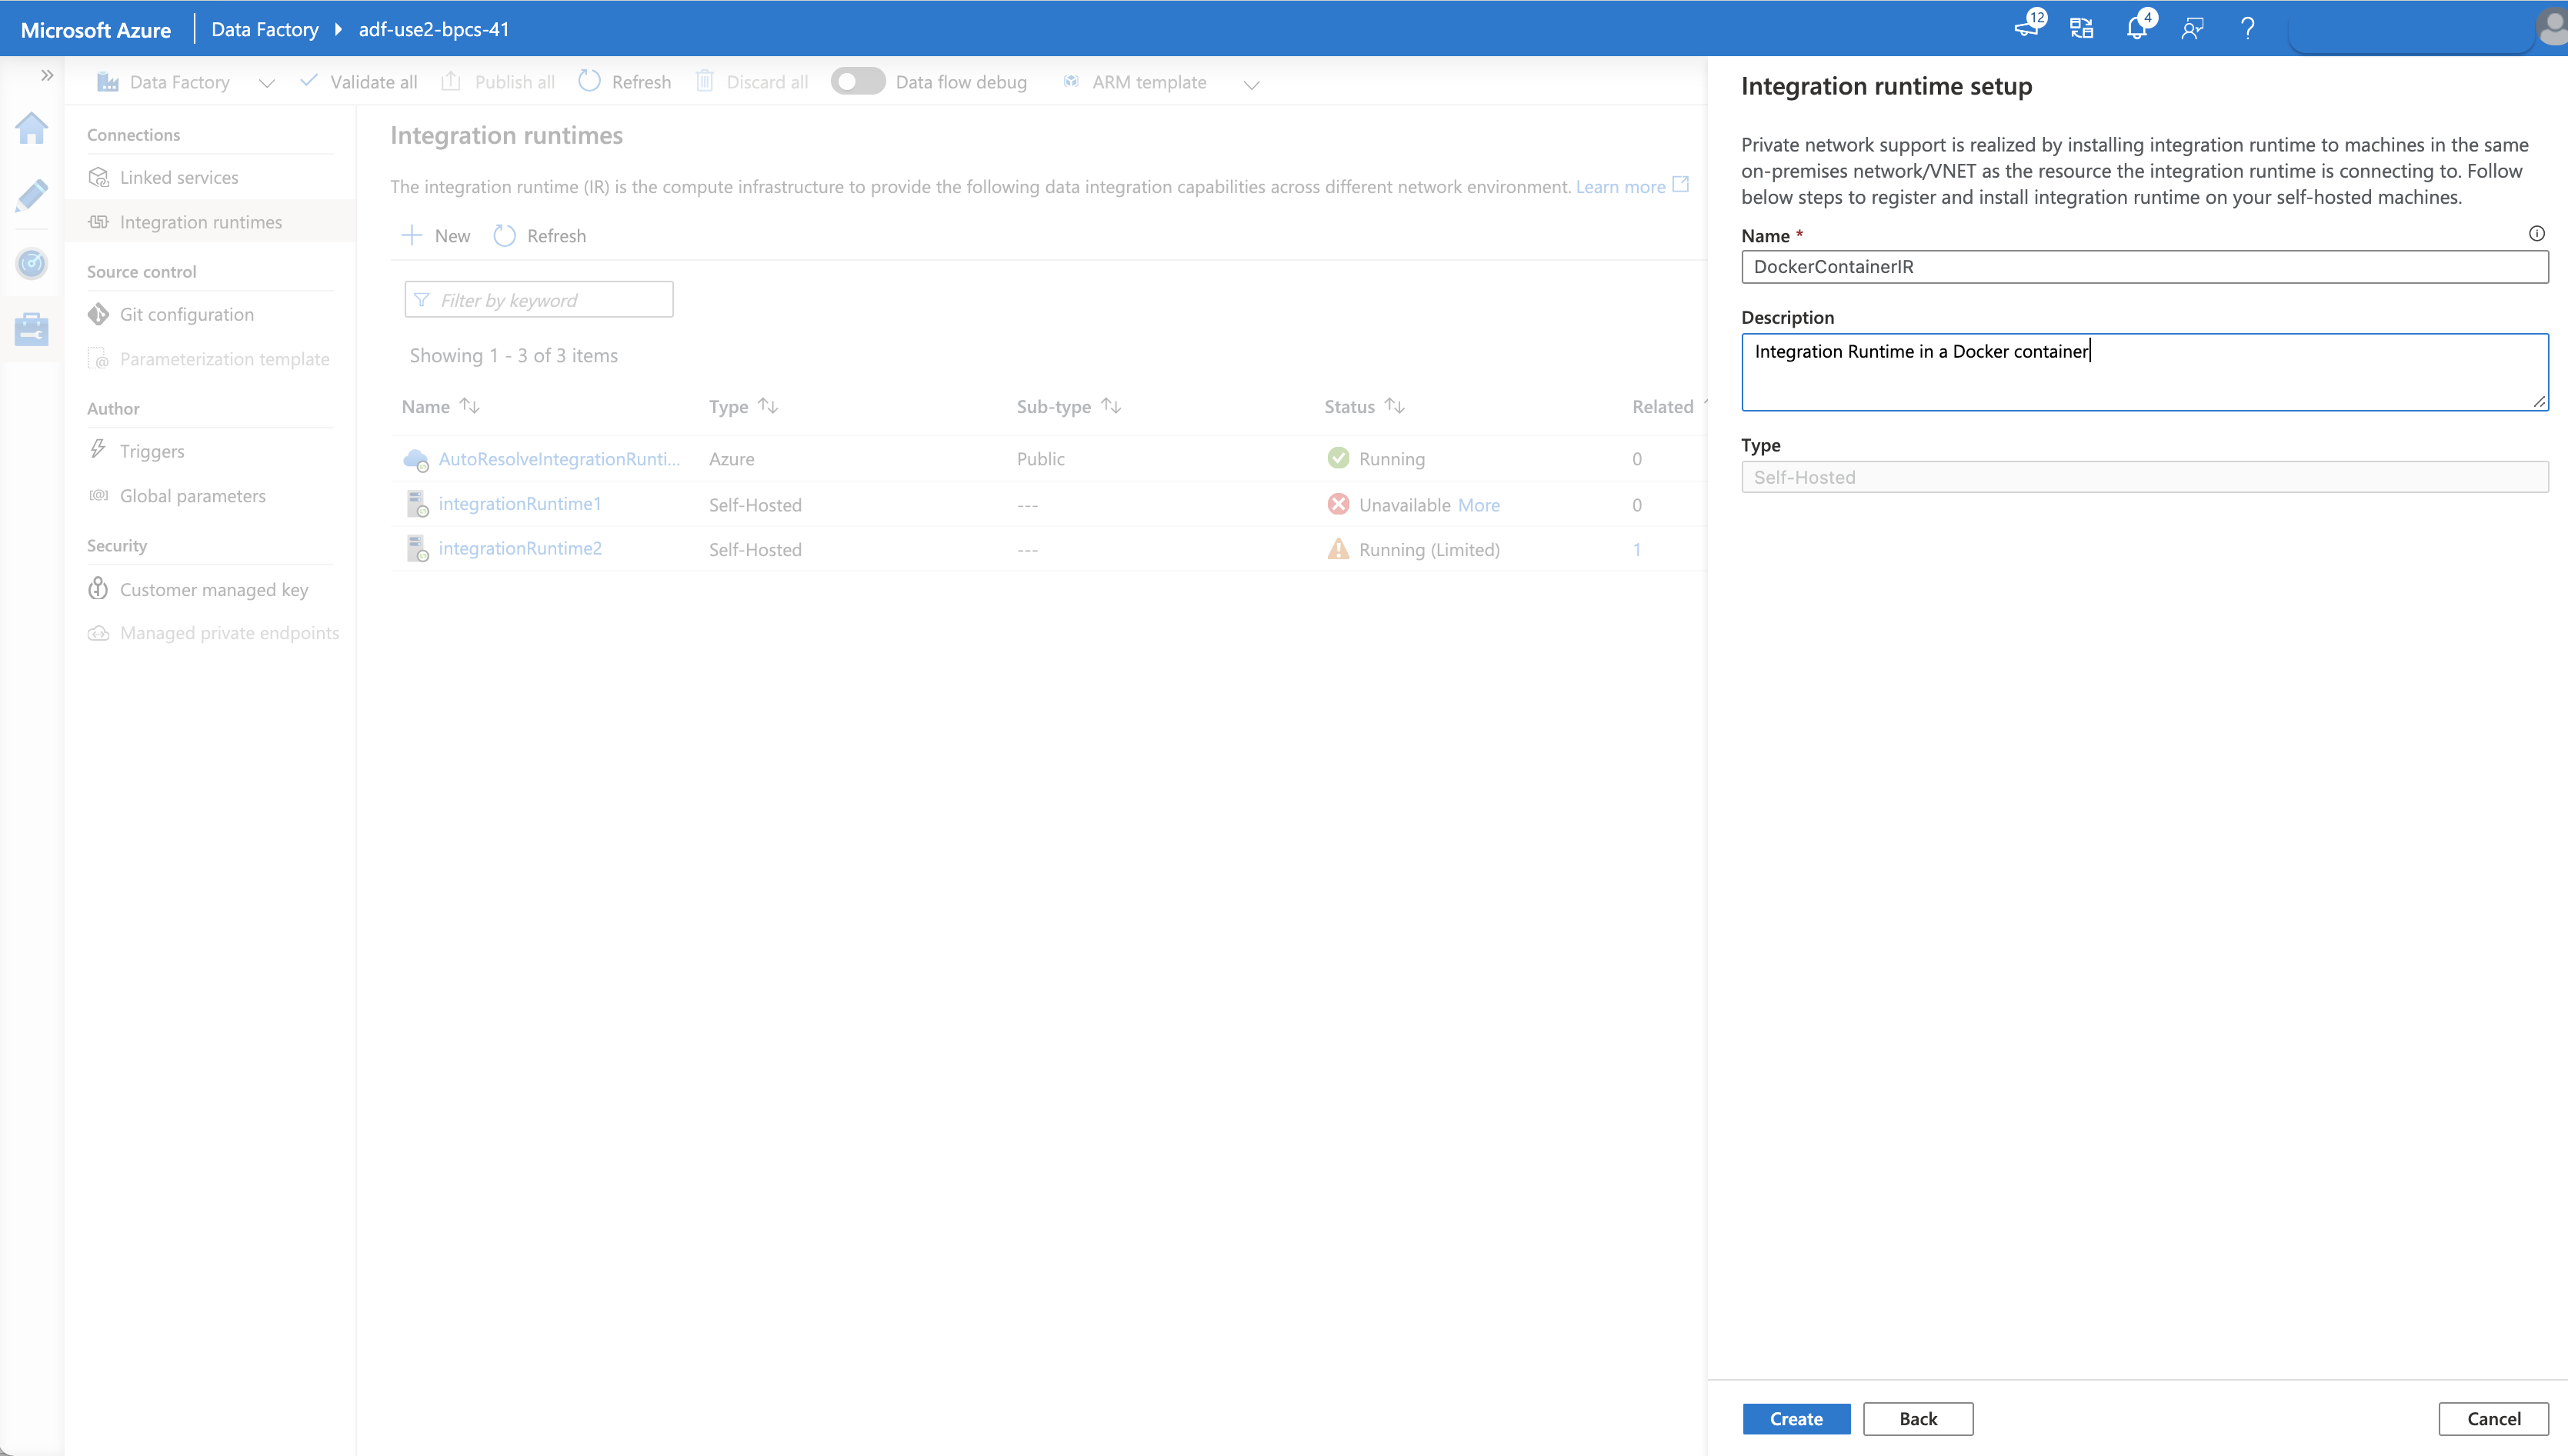 Microsoft Azure Data Factory adf-use2-bpcs-41 12 4 ?
Data Factory Validate all Publish all Refresh Discard all Data flow debug ARM template
Connections
Linked services
Integration runtimes
Source control
Git configuration
Parameterization template
Author
Triggers
Global parameters
Security
Customer managed key
Managed private endpoints
Integration runtimes
The integration runtime (IR) is the compute infrastructure to provide the following data integration capabilities across different network environment. Learn more
New Refresh
Filter by keyword
Showing 1 - 3 of 3 items
Name Type Sub-type Status Related
AutoResolveIntegrationRunti... Azure Public Running 0
integrationRuntime1 Self-Hosted --- Unavailable More 0
integrationRuntime2 Self-Hosted --- Running (Limited) 1
Integration runtime setup
Private network support is realized by installing integration runtime to machines in the same
on-premises network/VNET as the resource the integration runtime is connecting to. Follow
below steps to register and install integration runtime on your self-hosted machines.
Name *
DockerContainerIR
Description
Integration Runtime in a Docker container
Type
Self-Hosted
Create Back Cancel